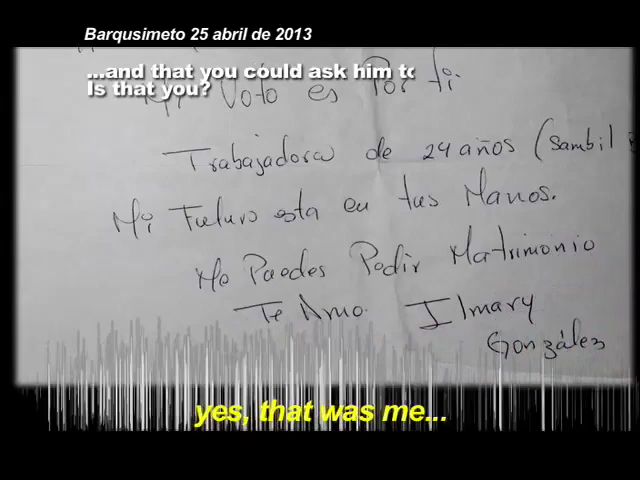 Barqusimeto 25 abril de 2013
...and that you could ask him to
Is that you?
Mi Voto es Por ti
Trabajadora de 24 años (Sambil
Mi Futuro esta en tus Manos.
Me Puedes Pedir Matrimonio
Te Amo. Ilmary
González
yes, that was me...